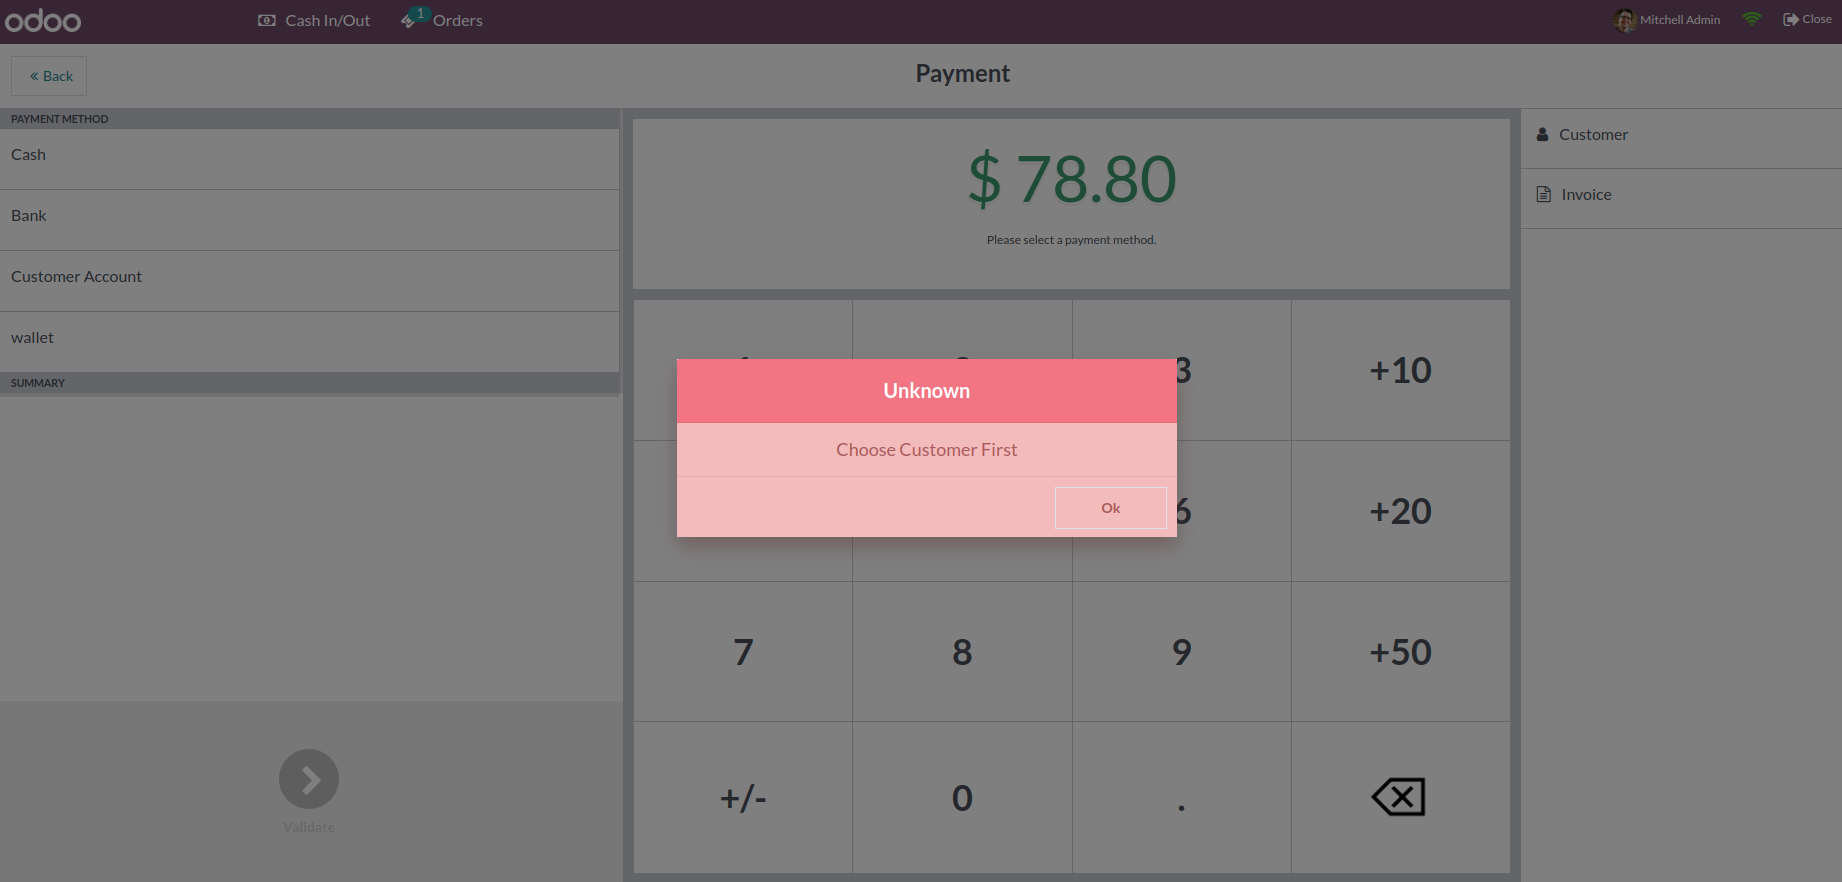 odoo
Cash In/Out
1
Orders
Mitchell Admin
Close
« Back
Payment
PAYMENT METHOD
Cash
Bank
Customer Account
wallet
SUMMARY
Validate
$ 78.80
Please select a payment method.
3
+10
6
+20
7
8
9
+50
+/-
0
.
Unknown
Choose Customer First
Ok
Customer
Invoice